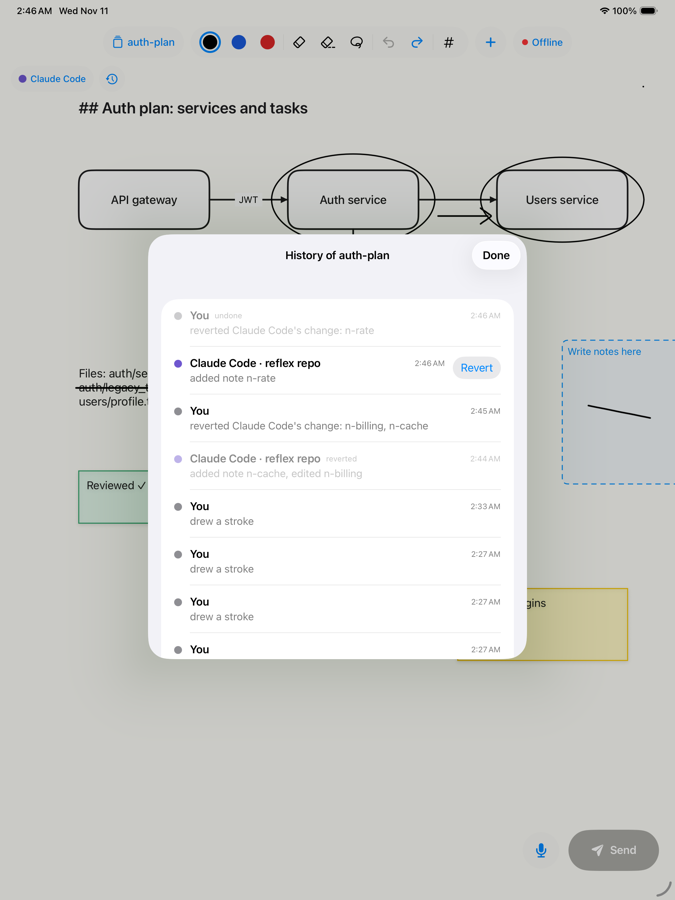 2:46 AM Wed Nov 11
100%
auth-plan
#
Offline
Claude Code
## Auth plan: services and tasks
API gateway
JWT
Auth service
Users service
History of auth-plan
Done
You undone
2:46 AM
reverted Claude Code's change: n-rate
Claude Code · reflex repo
2:46 AM
Revert
added note n-rate
You
2:45 AM
reverted Claude Code's change: n-billing, n-cache
Claude Code · reflex repo reverted
2:44 AM
added note n-cache, edited n-billing
You
2:33 AM
drew a stroke
You
2:27 AM
drew a stroke
You
2:27 AM
drew a stroke
You
2:27 AM
Write notes here
Files: auth/se
auth/legacy_
users/profile.
Reviewed ✓
gins
Send